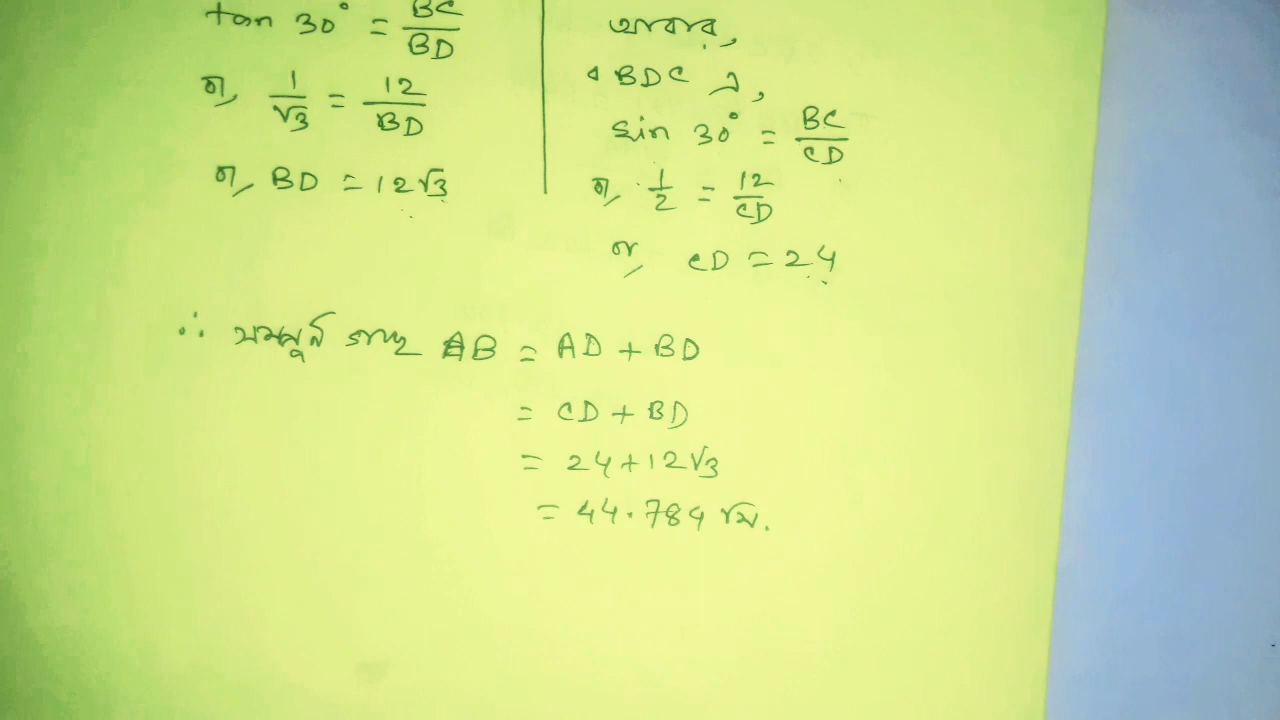 tan 30° = BC/BD
বা, 1/√3 = 12/BD
বা, BD = 12√3
আবার,
△ BDC এ,
sin 30° = BC/CD
বা, 1/2 = 12/CD
বা, CD = 24
∴ সম্পুর্ন গাছ AB = AD + BD
= CD + BD
= 24 + 12√3
= 44.784 মি.